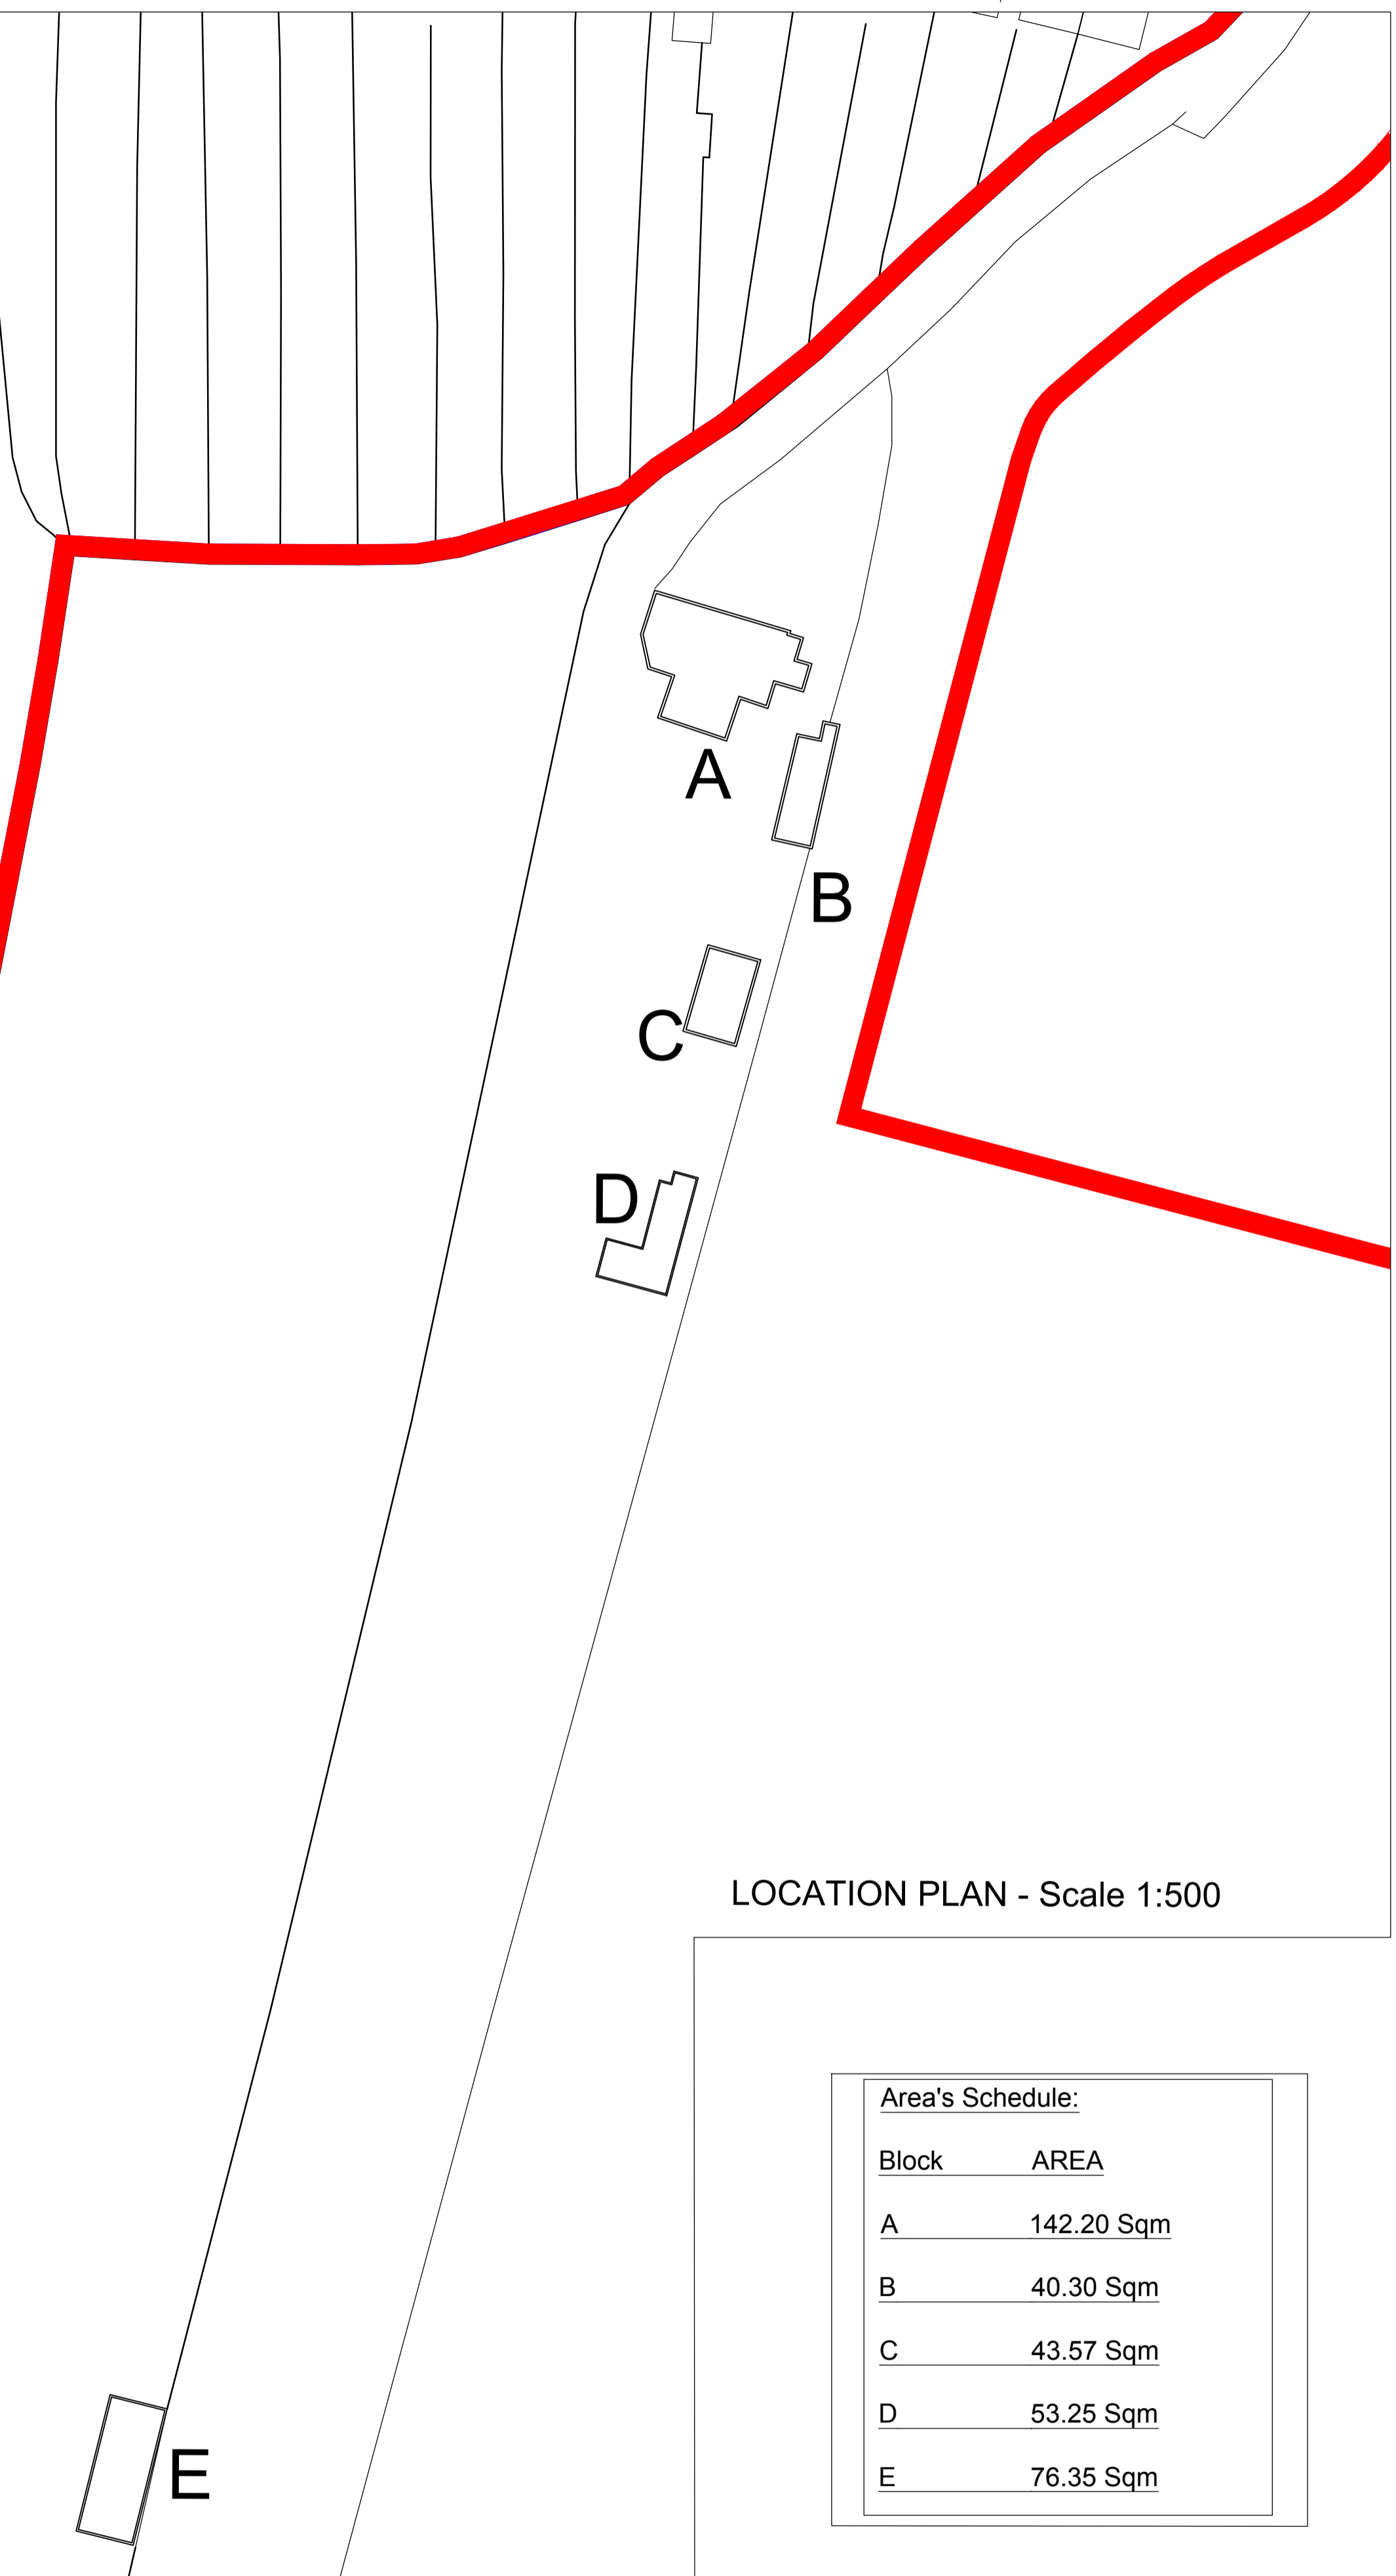 A
B
C
D
LOCATION PLAN - Scale 1:500
Area's Schedule:
Block AREA
A 142.20 Sqm
B 40.30 Sqm
C 43.57 Sqm
D 53.25 Sqm
E 76.35 Sqm
E